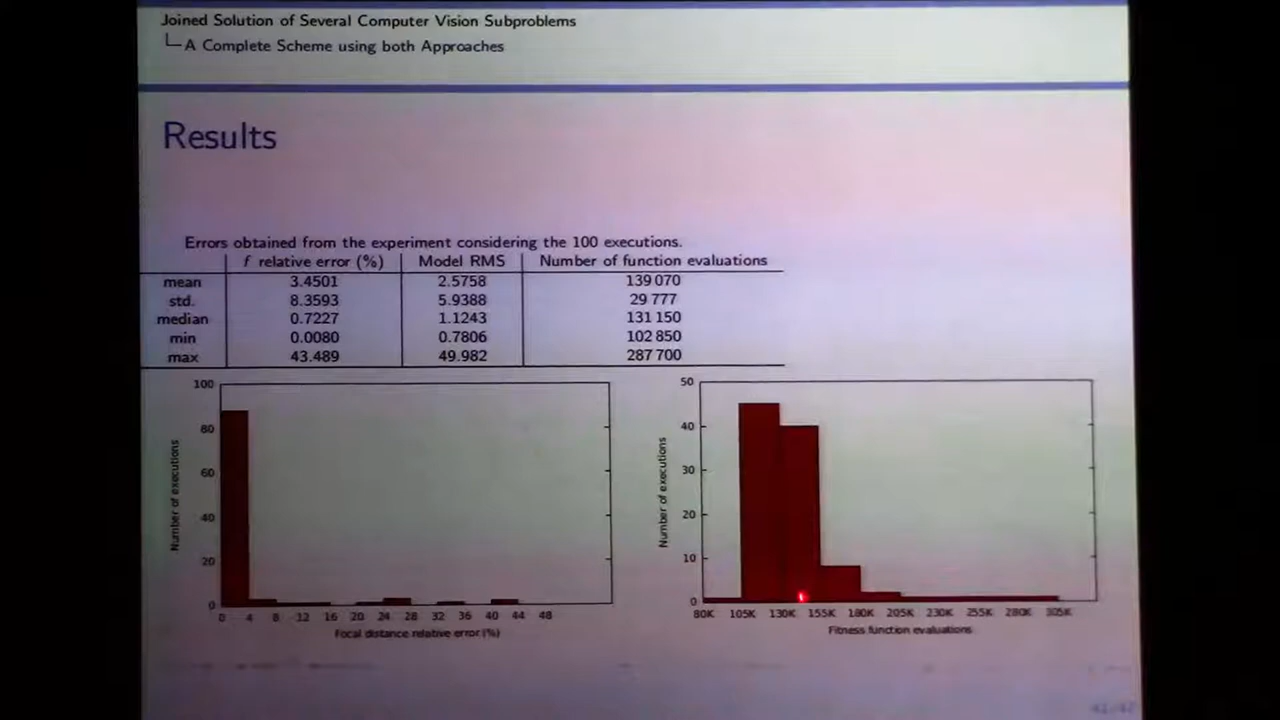 Joined Solution of Several Computer Vision Subproblems
A Complete Scheme using both Approaches
Results
Errors obtained from the experiment considering the 100 executions.
f relative error (%) Model RMS Number of function evaluations
mean 3.4501 2.5758 139 070
std. 8.3593 5.9388 29 777
median 0.7227 1.1243 131 150
min 0.0080 0.7806 102 850
max 43.489 49.982 287 700
100
80
60
40
20
0
Number of executions
0 4 8 12 16 20 24 28 32 36 40 44 48
Focal distance relative error (%)
50
40
30
20
10
0
Number of executions
80K 105K 130K 155K 180K 205K 230K 255K 280K 305K
Fitness function evaluations